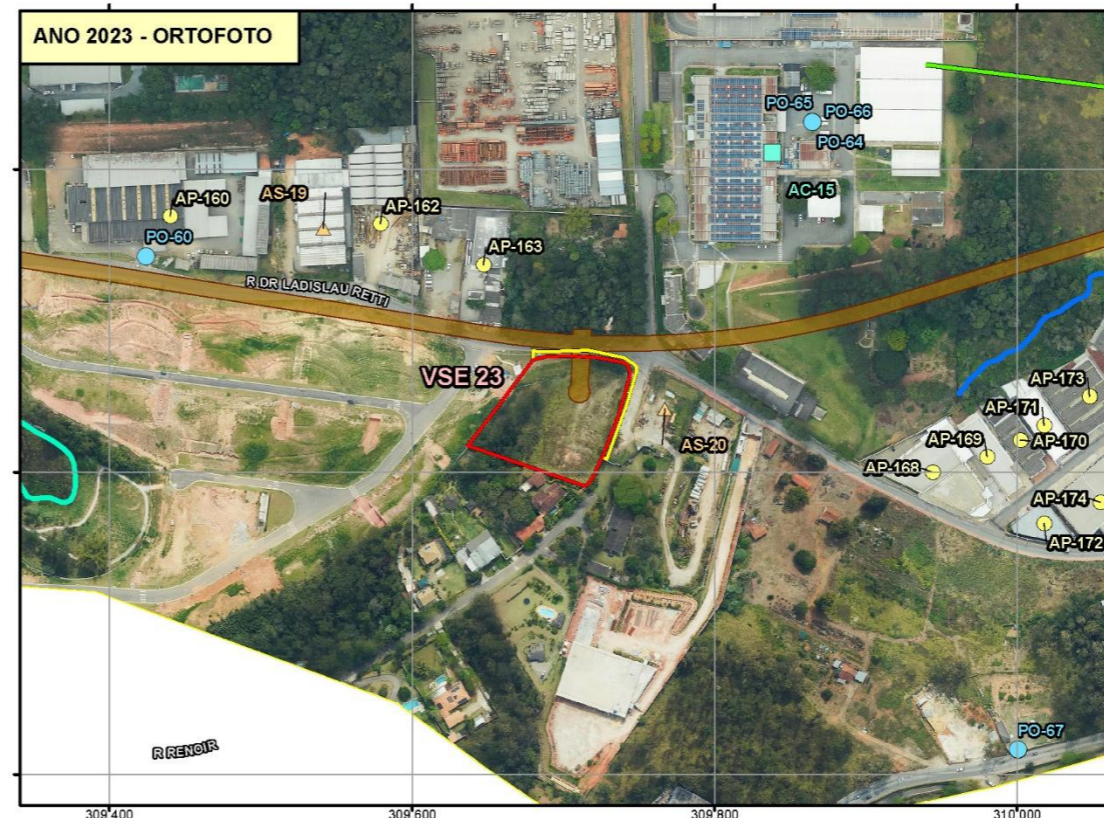 ANO 2023 - ORTOFOTO
PO-65
PO-66
PO-64
AC-15
AP-160
AS-19
AP-162
PO-60
AP-163
R DR LADISLAU RETTI
VSE 23
AS-20
AP-173
AP-171
AP-170
AP-169
AP-168
AP-174
AP-172
PO-67
R RENOIR
309 400
309 600
309 800
310 000